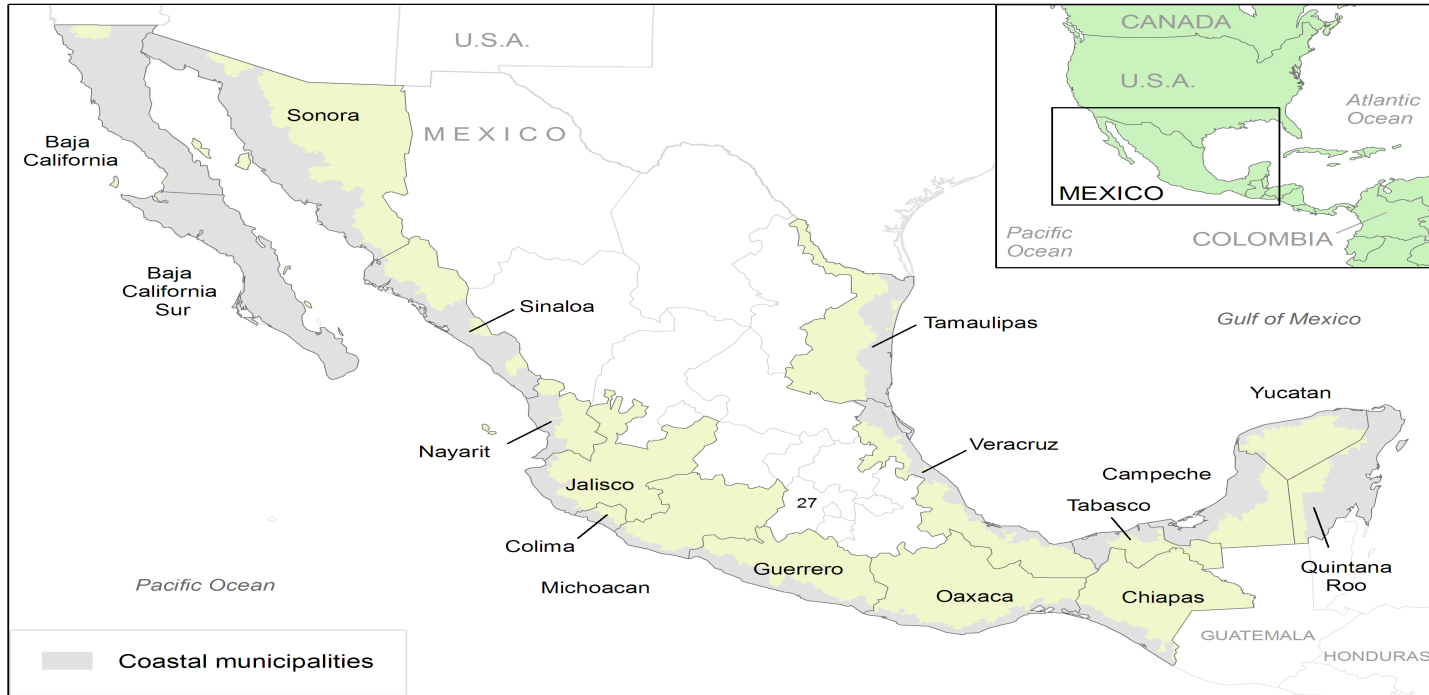 U.S.A.
MEXICO
Sonora
Baja
California
Baja
California
Sur
Sinaloa
Nayarit
Jalisco
Colima
Michoacan
Guerrero
Oaxaca
Chiapas
27
Tamaulipas
Veracruz
Tabasco
Campeche
Yucatan
Quintana
Roo
Gulf of Mexico
Pacific Ocean
GUATEMALA
HONDURAS
CANADA
U.S.A.
Atlantic
Ocean
MEXICO
Pacific
Ocean
COLOMBIA
Coastal municipalities